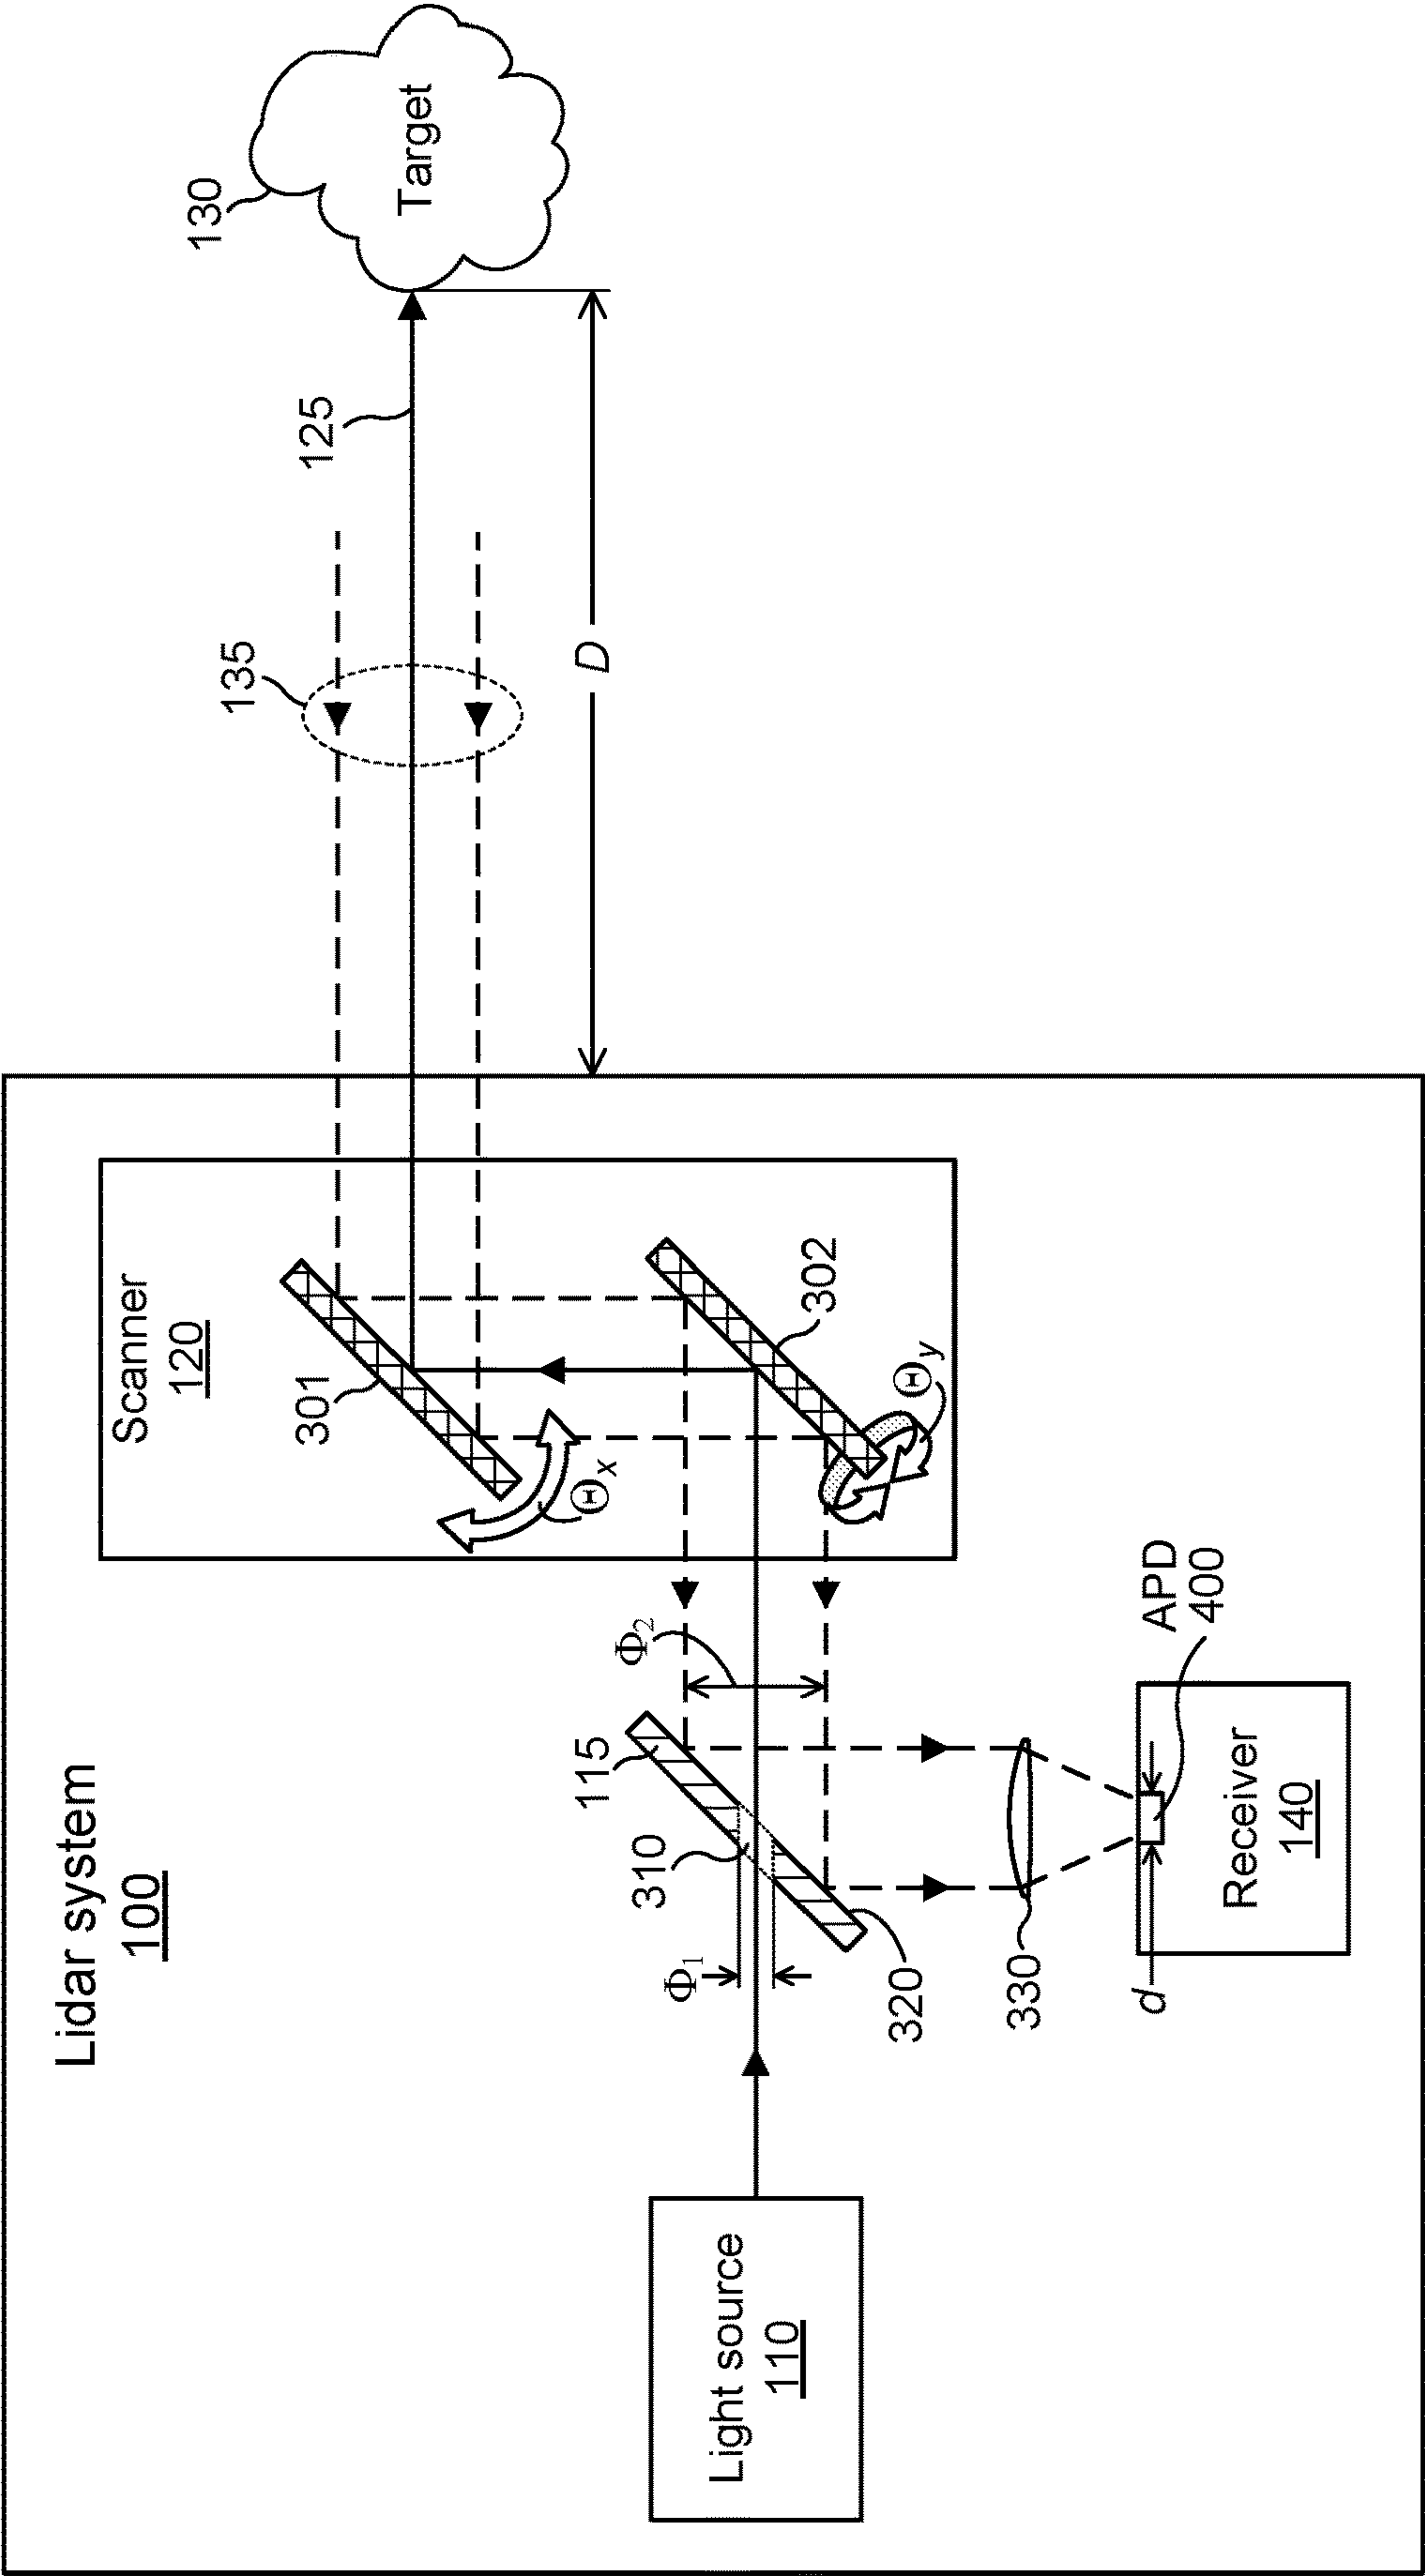 Lidar system
100
Scanner
120
301
Θx
302
Θy
135
125
130
Target
D
Light source
110
Φ1
310
115
Φ2
320
330
d
APD
400
Receiver
140